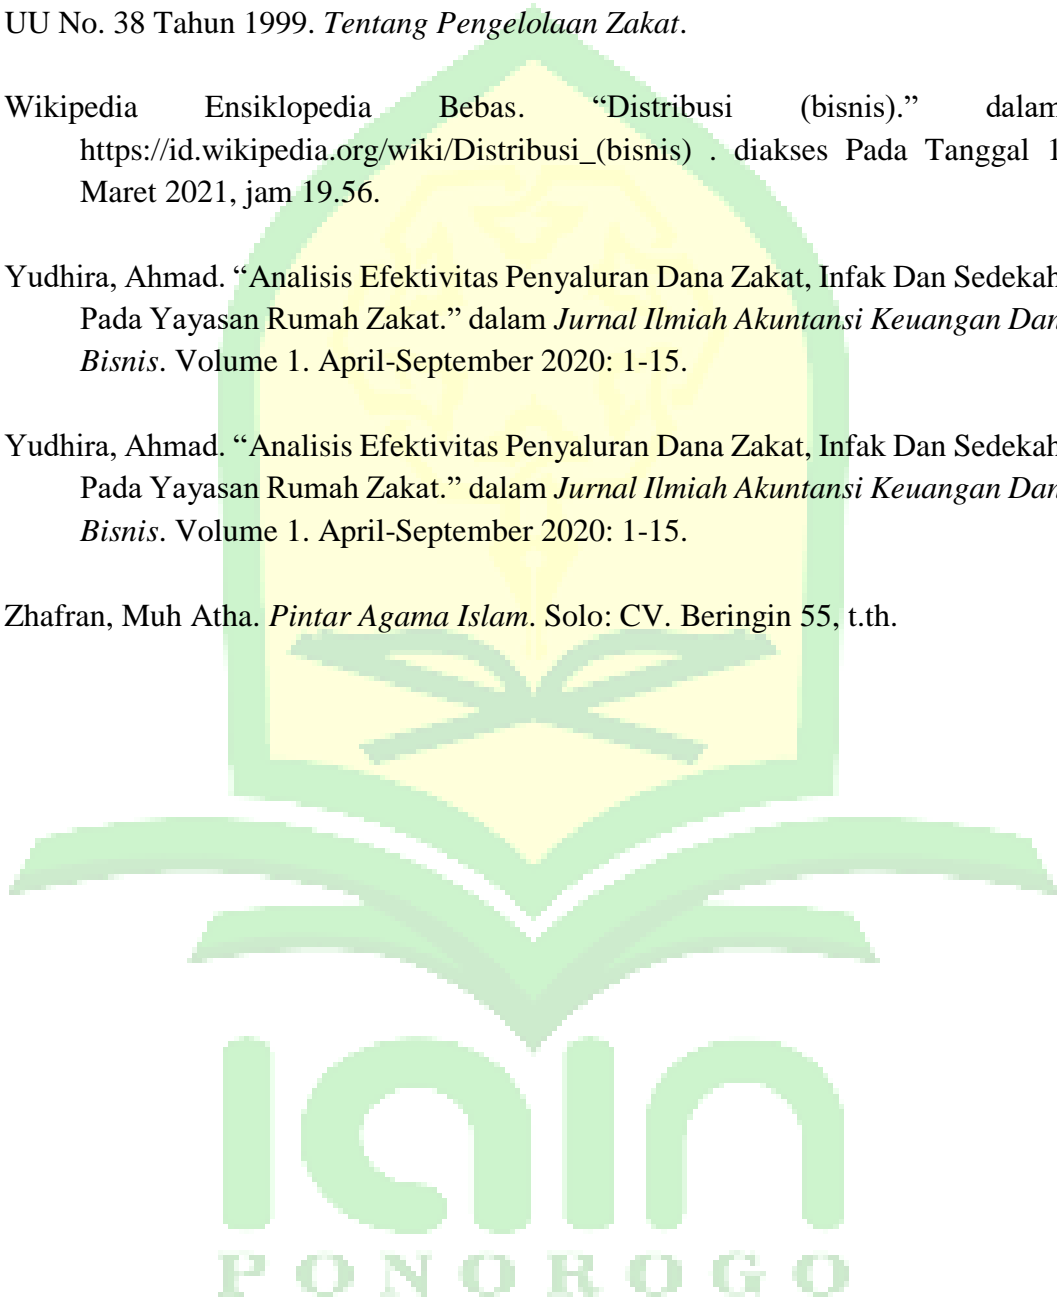 UU No. 38 Tahun 1999. Tentang Pengelolaan Zakat.
Wikipedia Ensiklopedia Bebas. “Distribusi (bisnis).” dalam
https://id.wikipedia.org/wiki/Distribusi_(bisnis) . diakses Pada Tanggal 1
Maret 2021, jam 19.56.
Yudhira, Ahmad. “Analisis Efektivitas Penyaluran Dana Zakat, Infak Dan Sedekah
Pada Yayasan Rumah Zakat.” dalam Jurnal Ilmiah Akuntansi Keuangan Dan
Bisnis. Volume 1. April-September 2020: 1-15.
Yudhira, Ahmad. “Analisis Efektivitas Penyaluran Dana Zakat, Infak Dan Sedekah
Pada Yayasan Rumah Zakat.” dalam Jurnal Ilmiah Akuntansi Keuangan Dan
Bisnis. Volume 1. April-September 2020: 1-15.
Zhafran, Muh Atha. Pintar Agama Islam. Solo: CV. Beringin 55, t.th.
iain
PONOROGO